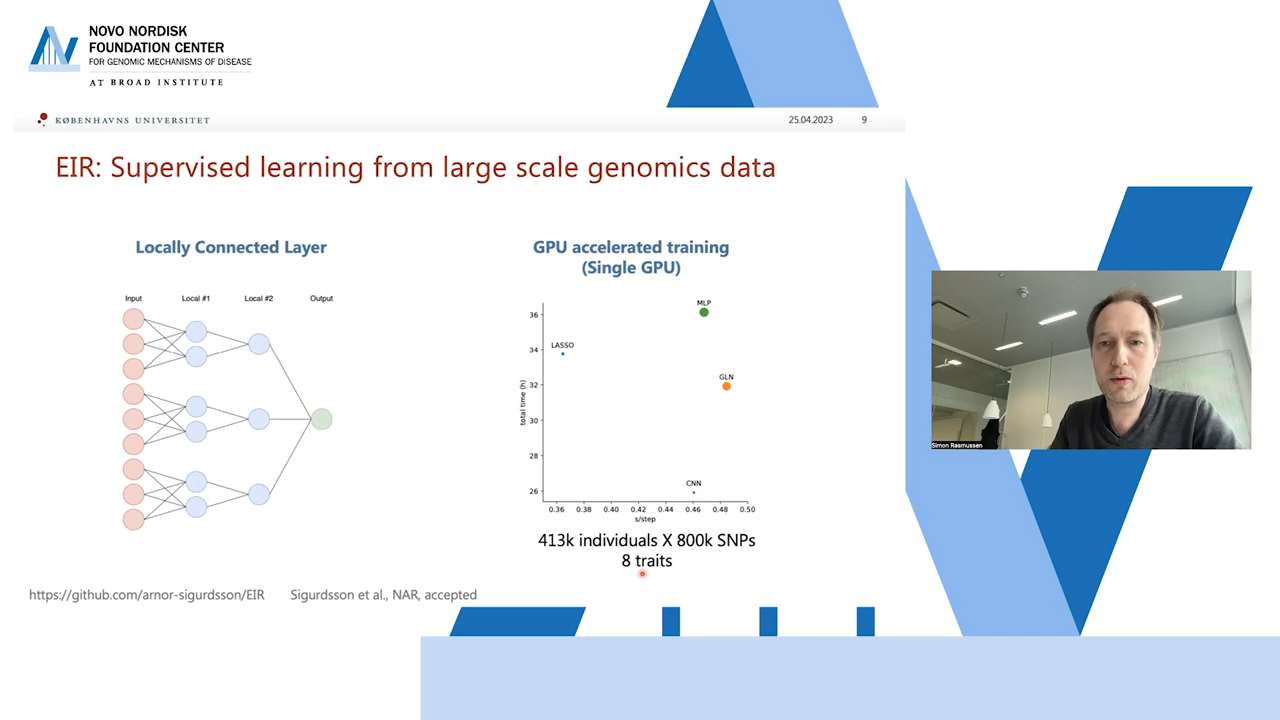 NOVO NORDISK
FOUNDATION CENTER
FOR GENOMIC MECHANISMS OF DISEASE
AT BROAD INSTITUTE
KØBENHAVNS UNIVERSITET
25.04.2023
9
EIR: Supervised learning from large scale genomics data
Locally Connected Layer
Input Local #1 Local #2 Output
GPU accelerated training
(Single GPU)
MLP
36
LASSO
34
GLN
32
total time (h)
30
28
CNN
26
0.36 0.38 0.40 0.42 0.44 0.46 0.48 0.50
s/step
413k individuals X 800k SNPs
8 traits
https://github.com/arnor-sigurdsson/EIR
Sigurdsson et al., NAR, accepted
Simon Rasmussen